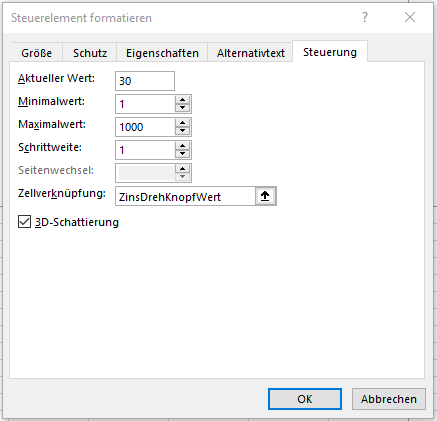 Steuerelement formatieren ?
Größe Schutz Eigenschaften Alternativtext Steuerung
Aktueller Wert: 30
Minimalwert: 1
Maximalwert: 1000
Schrittweite: 1
Seitenwechsel:
Zellverknüpfung: ZinsDrehKnopfWert
3D-Schattierung
OK Abbrechen